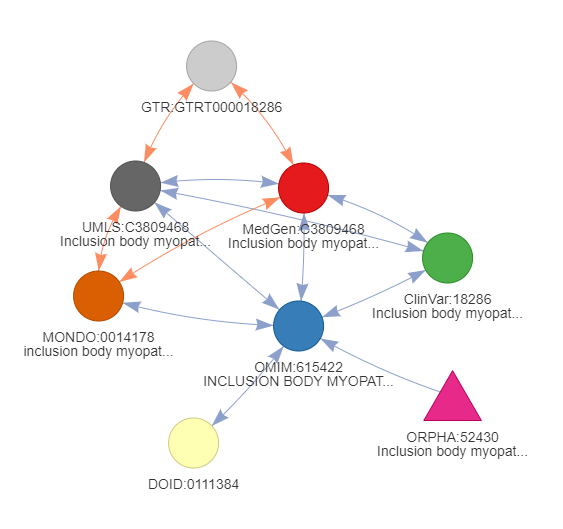 GTR:GTRT000018286
UMLS:C3809468
Inclusion body myopat...
MedGen:C3809468
Inclusion body myopat...
ClinVar:18286
Inclusion body myopat...
MONDO:0014178
inclusion body myopat...
OMIM:615422
INCLUSION BODY MYOPAT...
ORPHA:52430
Inclusion body myopat...
DOID:0111384